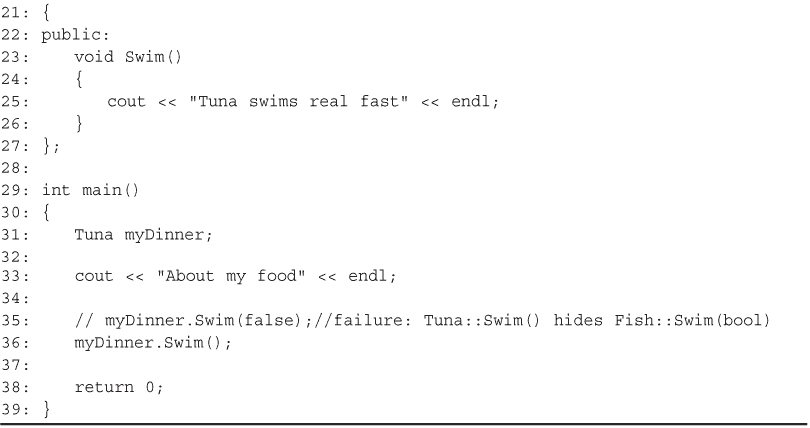 21: {
22: public:
23:    void Swim()
24:    {
25:       cout << "Tuna swims real fast" << endl;
26:    }
27: };
28:
29: int main()
30: {
31:    Tuna myDinner;
32:
33:    cout << "About my food" << endl;
34:
35:    // myDinner.Swim(false);//failure: Tuna::Swim() hides Fish::Swim(bool)
36:    myDinner.Swim();
37:
38:    return 0;
39: }